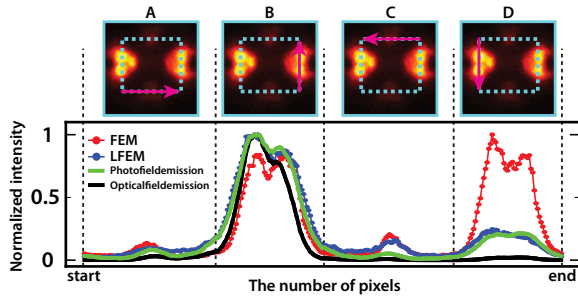 A B C D
Normalized intensity
1
0.5
0
FEM
LFEM
Photofieldemission
Opticalfieldemission
start end
The number of pixels